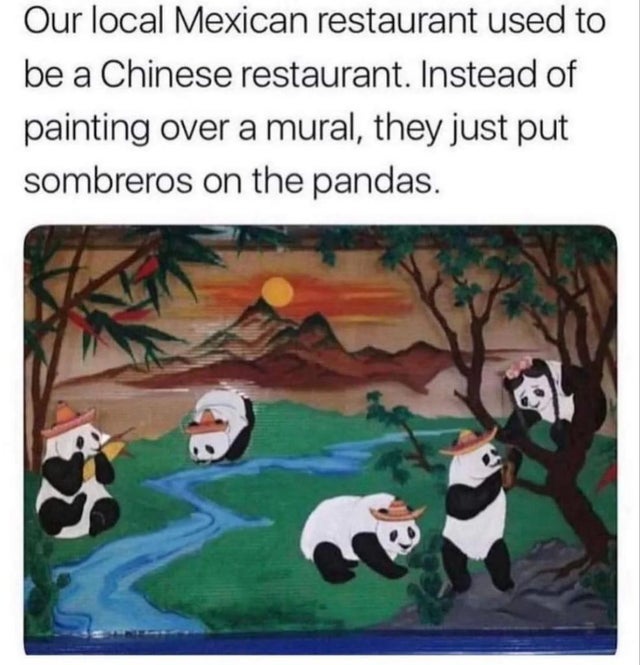 Our local Mexican restaurant used to
be a Chinese restaurant. Instead of
painting over a mural, they just put
sombreros on the pandas.